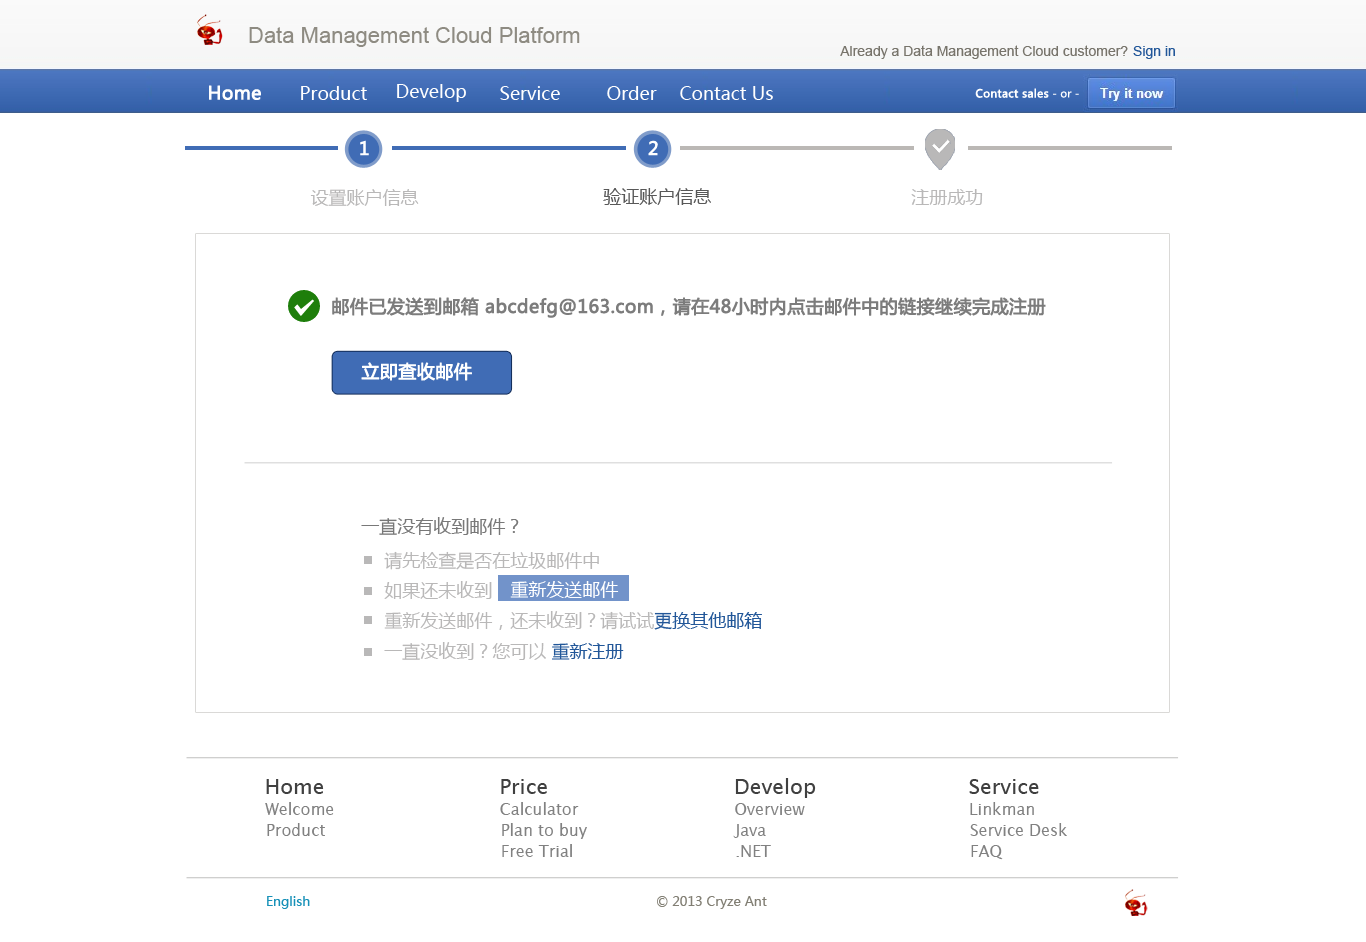 Data Management Cloud Platform
Already a Data Management Cloud customer? Sign in
Home Product Develop Service Order Contact Us Contact sales - or - Try it now
1 2
设置账户信息 验证账户信息 注册成功
邮件已发送到邮箱 abcdefg@163.com，请在48小时内点击邮件中的链接继续完成注册
立即查收邮件
一直没有收到邮件？
请先检查是否在垃圾邮件中
如果还未收到 重新发送邮件
重新发送邮件，还未收到？请试试更换其他邮箱
一直没收到？您可以 重新注册
Home Price Develop Service
Welcome Calculator Overview Linkman
Product Plan to buy Java Service Desk
Free Trial .NET FAQ
English © 2013 Cryze Ant